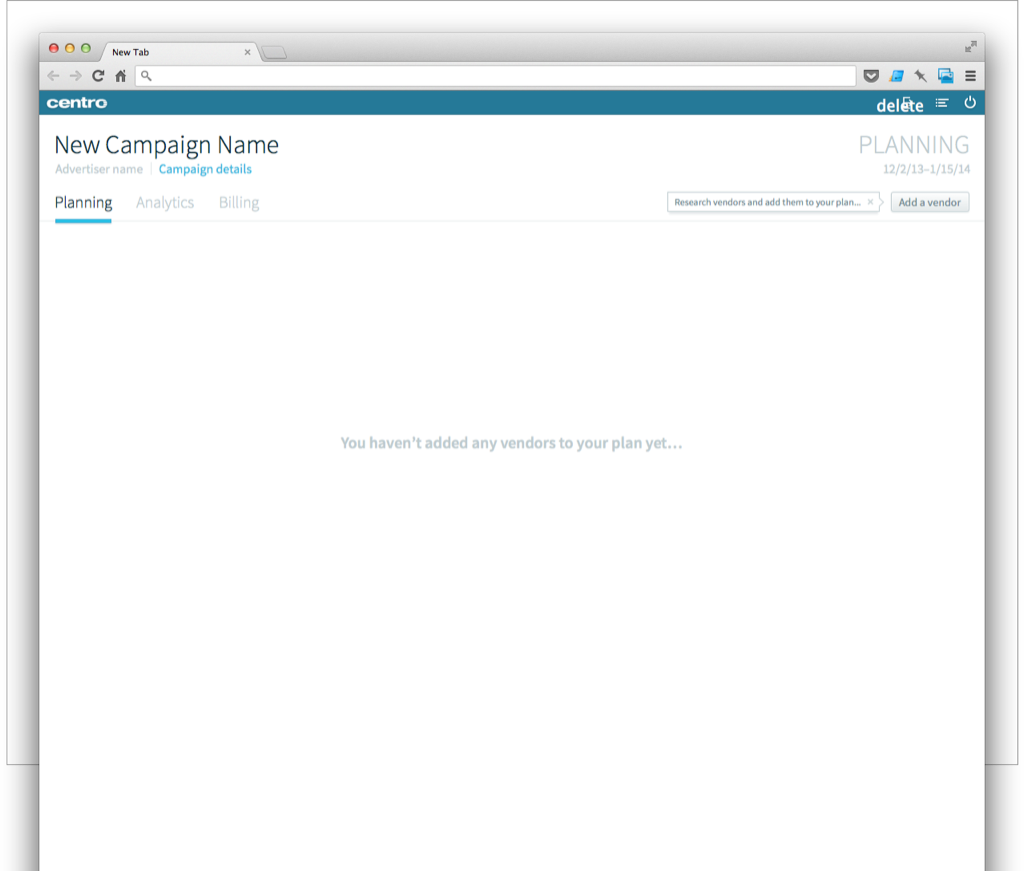 New Tab
centro
delete
New Campaign Name
PLANNING
Advertiser name
Campaign details
12/2/13–1/15/14
Planning
Analytics
Billing
Research vendors and add them to your plan...
Add a vendor
You haven’t added any vendors to your plan yet...